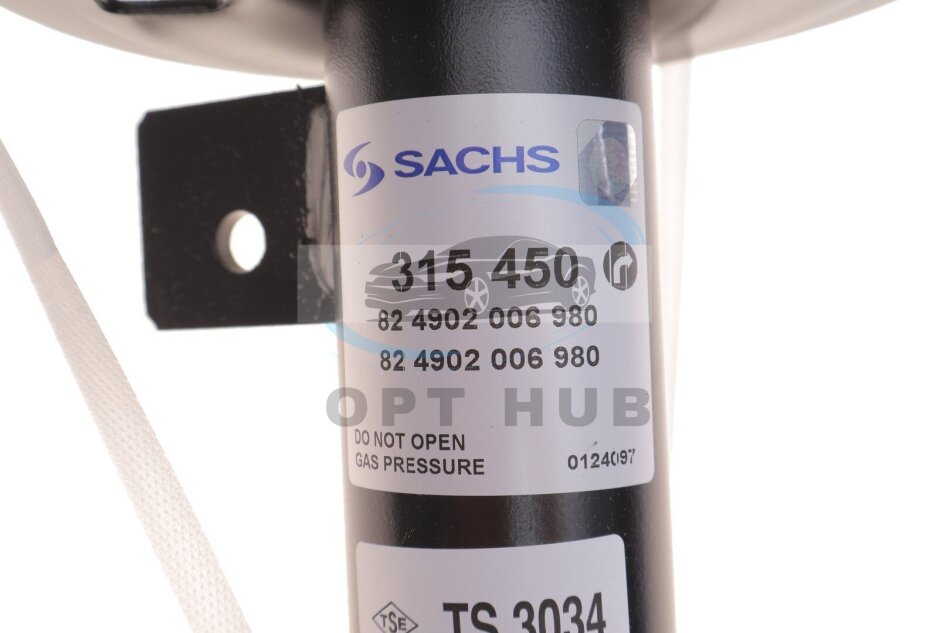 SACHS
315 450
82 4902 006 980
82 4902 006 980
OPT HUB
DO NOT OPEN
GAS PRESSURE
0124097
TSE
TS 3034